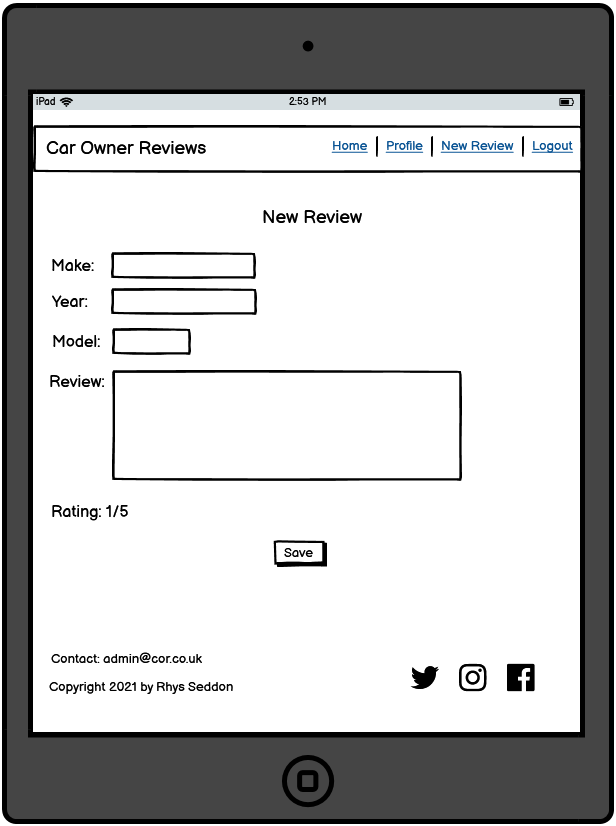 iPad 2:53 PM
Car Owner Reviews Home Profile New Review Logout
New Review
Make:
Year:
Model:
Review:
Rating: 1/5
Save
Contact: admin@cor.co.uk
Copyright 2021 by Rhys Seddon